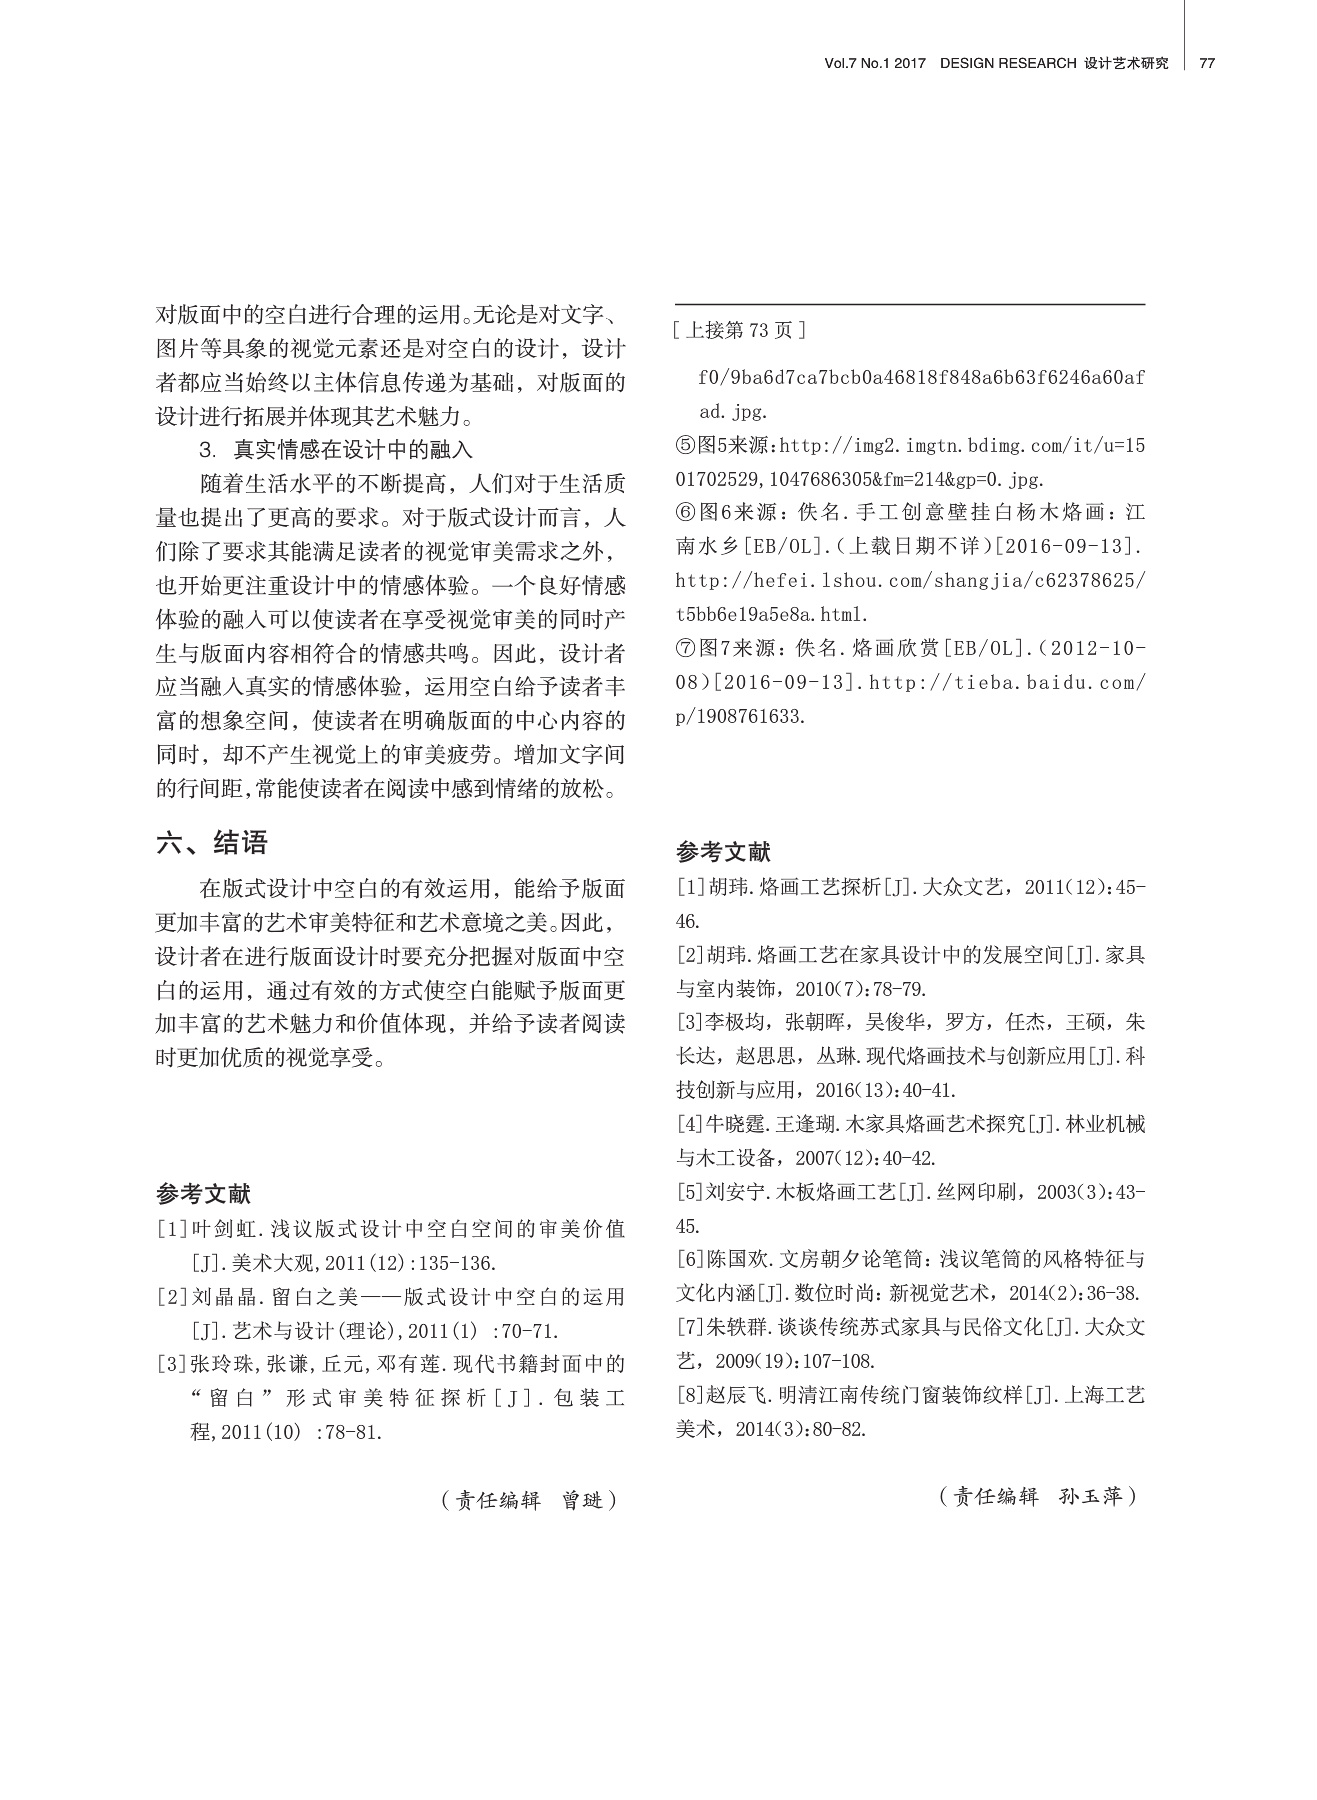 Vol.7 No.1 2017 DESIGN RESEARCH 设计艺术研究 77
对版面中的空白进行合理的运用。无论是对文字、
图片等具象的视觉元素还是对空白的设计，设计
者都应当始终以主体信息传递为基础，对版面的
设计进行拓展并体现其艺术魅力。
3. 真实情感在设计中的融入
随着生活水平的不断提高，人们对于生活质
量也提出了更高的要求。对于版式设计而言，人
们除了要求其能满足读者的视觉审美需求之外，
也开始更注重设计中的情感体验。一个良好情感
体验的融入可以使读者在享受视觉审美的同时产
生与版面内容相符合的情感共鸣。因此，设计者
应当融入真实的情感体验，运用空白给予读者丰
富的想象空间，使读者在明确版面的中心内容的
同时，却不产生视觉上的审美疲劳。增加文字间
的行间距，常能使读者在阅读中感到情绪的放松。
六、结语
在版式设计中空白的有效运用，能给予版面
更加丰富的艺术审美特征和艺术意境之美。因此，
设计者在进行版面设计时要充分把握对版面中空
白的运用，通过有效的方式使空白能赋予版面更
加丰富的艺术魅力和价值体现，并给予读者阅读
时更加优质的视觉享受。
参考文献
[1]叶剑虹.浅议版式设计中空白空间的审美价值
[J].美术大观,2011(12):135-136.
[2]刘晶晶.留白之美——版式设计中空白的运用
[J].艺术与设计(理论),2011(1) :70-71.
[3]张玲珠,张谦,丘元,邓有莲.现代书籍封面中的
“留白”形式审美特征探析[J].包装工
程,2011(10) :78-81.
（责任编辑 曾琎）
[ 上接第 73 页 ]
f0/9ba6d7ca7bcb0a46818f848a6b63f6246a60af
ad.jpg.
⑤图5来源:http://img2.imgtn.bdimg.com/it/u=15
01702529,1047686305&fm=214&gp=0.jpg.
⑥图6来源：佚名.手工创意壁挂白杨木烙画：江
南水乡[EB/OL].(上载日期不详)[2016-09-13].
http://hefei.lshou.com/shangjia/c62378625/
t5bb6e19a5e8a.html.
⑦图7来源：佚名.烙画欣赏[EB/OL].(2012-10-
08)[2016-09-13].http://tieba.baidu.com/
p/1908761633.
参考文献
[1]胡玮.烙画工艺探析[J].大众文艺，2011(12):45-
46.
[2]胡玮.烙画工艺在家具设计中的发展空间[J].家具
与室内装饰，2010(7):78-79.
[3]李极均，张朝晖，吴俊华，罗方，任杰，王硕，朱
长达，赵思思，丛琳.现代烙画技术与创新应用[J].科
技创新与应用，2016(13):40-41.
[4]牛晓霆.王逢瑚.木家具烙画艺术探究[J].林业机械
与木工设备，2007(12):40-42.
[5]刘安宁.木板烙画工艺[J].丝网印刷，2003(3):43-
45.
[6]陈国欢.文房朝夕论笔筒：浅议笔筒的风格特征与
文化内涵[J].数位时尚：新视觉艺术，2014(2):36-38.
[7]朱轶群.谈谈传统苏式家具与民俗文化[J].大众文
艺，2009(19):107-108.
[8]赵辰飞.明清江南传统门窗装饰纹样[J].上海工艺
美术，2014(3):80-82.
（责任编辑 孙玉萍）